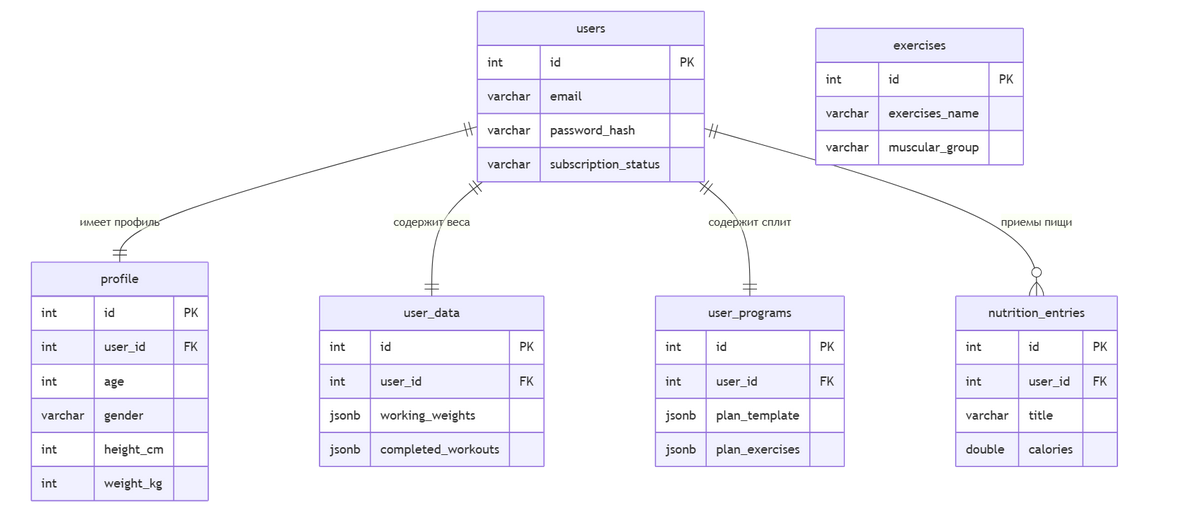 users
int id PK
varchar email
varchar password_hash
varchar subscription_status
exercises
int id PK
varchar exercises_name
varchar muscular_group
имеет профиль
содержит веса
содержит сплит
приемы пищи
profile
int id PK
int user_id FK
int age
varchar gender
int height_cm
int weight_kg
user_data
int id PK
int user_id FK
jsonb working_weights
jsonb completed_workouts
user_programs
int id PK
int user_id FK
jsonb plan_template
jsonb plan_exercises
nutrition_entries
int id PK
int user_id FK
varchar title
double calories